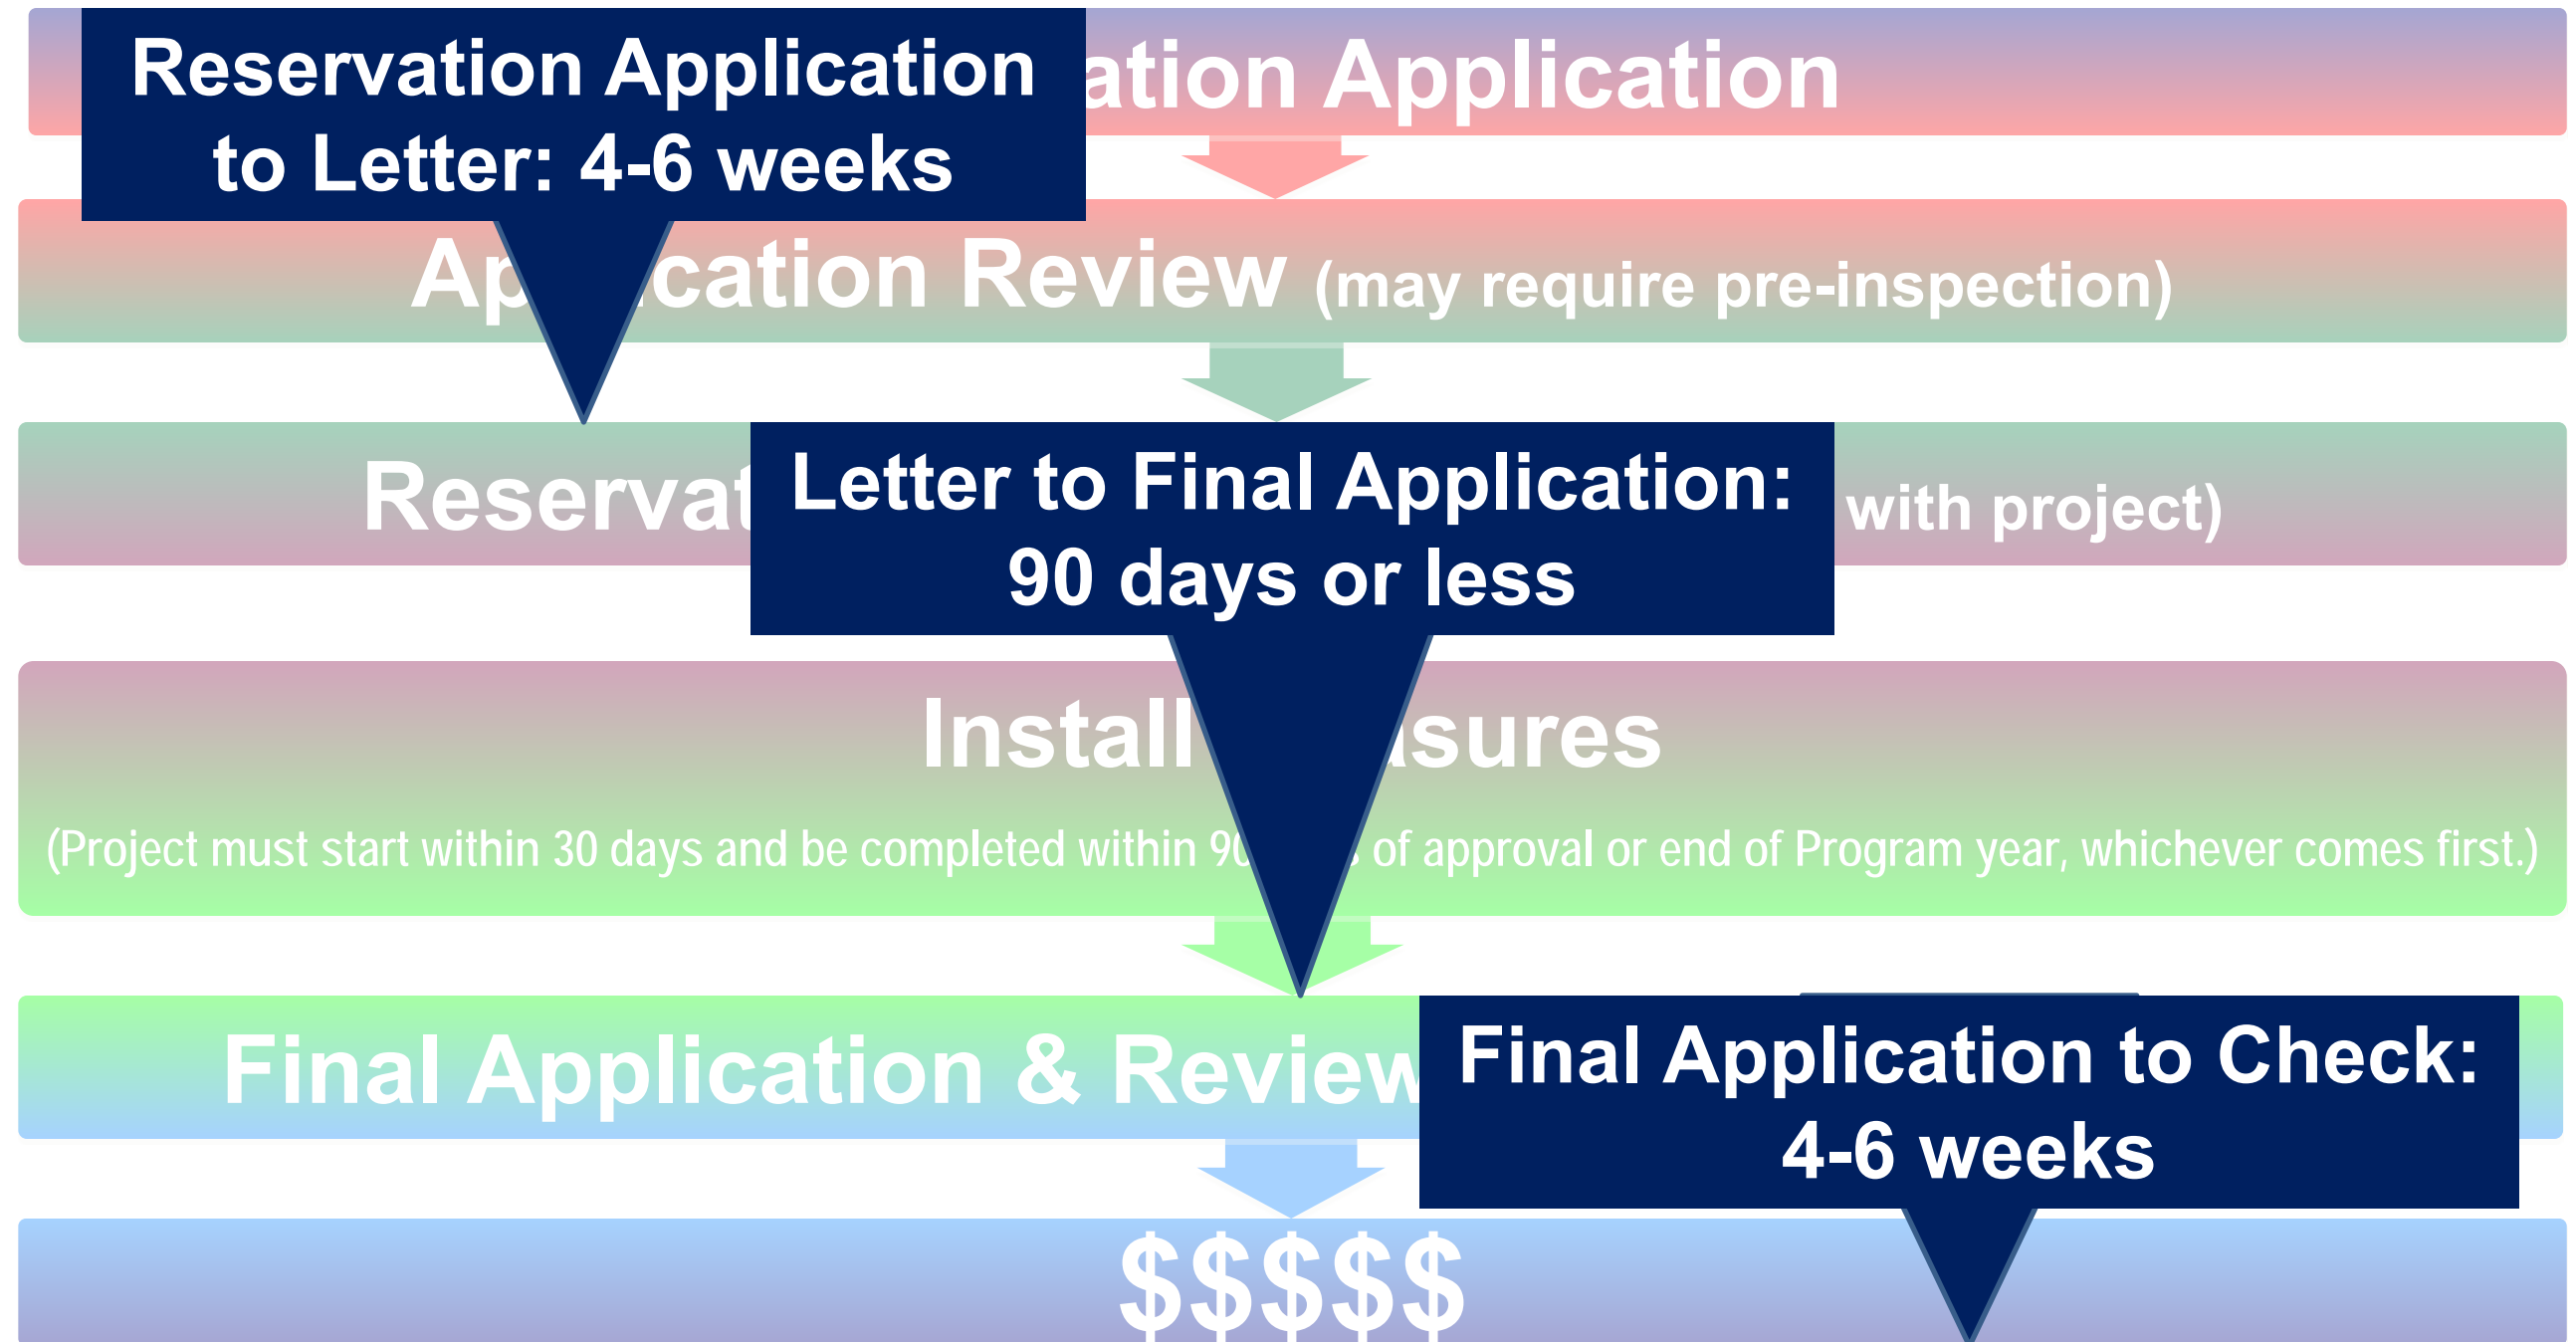 Reservation Application
to Letter: 4-6 weeks
ation Application
Ap cation Review (may require pre-inspection)
Reservat with project)
Letter to Final Application:
90 days or less
Install asures
(Project must start within 30 days and be completed within 90 of approval or end of Program year, whichever comes first.)
Final Application & Review
Final Application to Check:
4-6 weeks
$$$$$